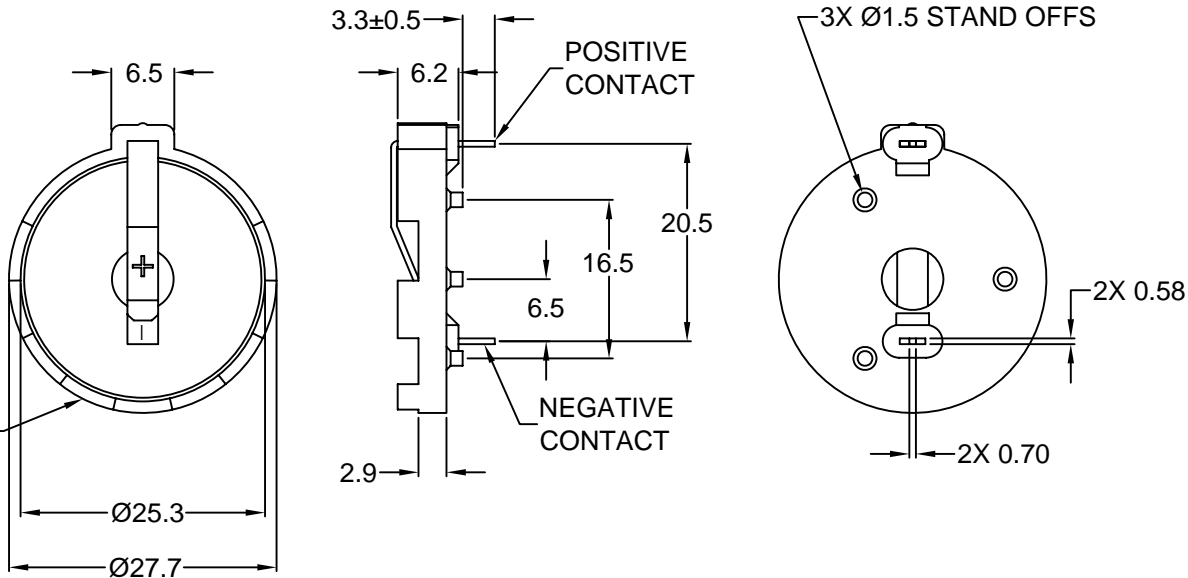 3.3±0.5
3X Ø1.5 STAND OFFS
POSITIVE
CONTACT
6.5
6.2
20.5
16.5
6.5
2X 0.58
+
NEGATIVE
CONTACT
2X 0.70
2.9
Ø25.3
Ø27.7